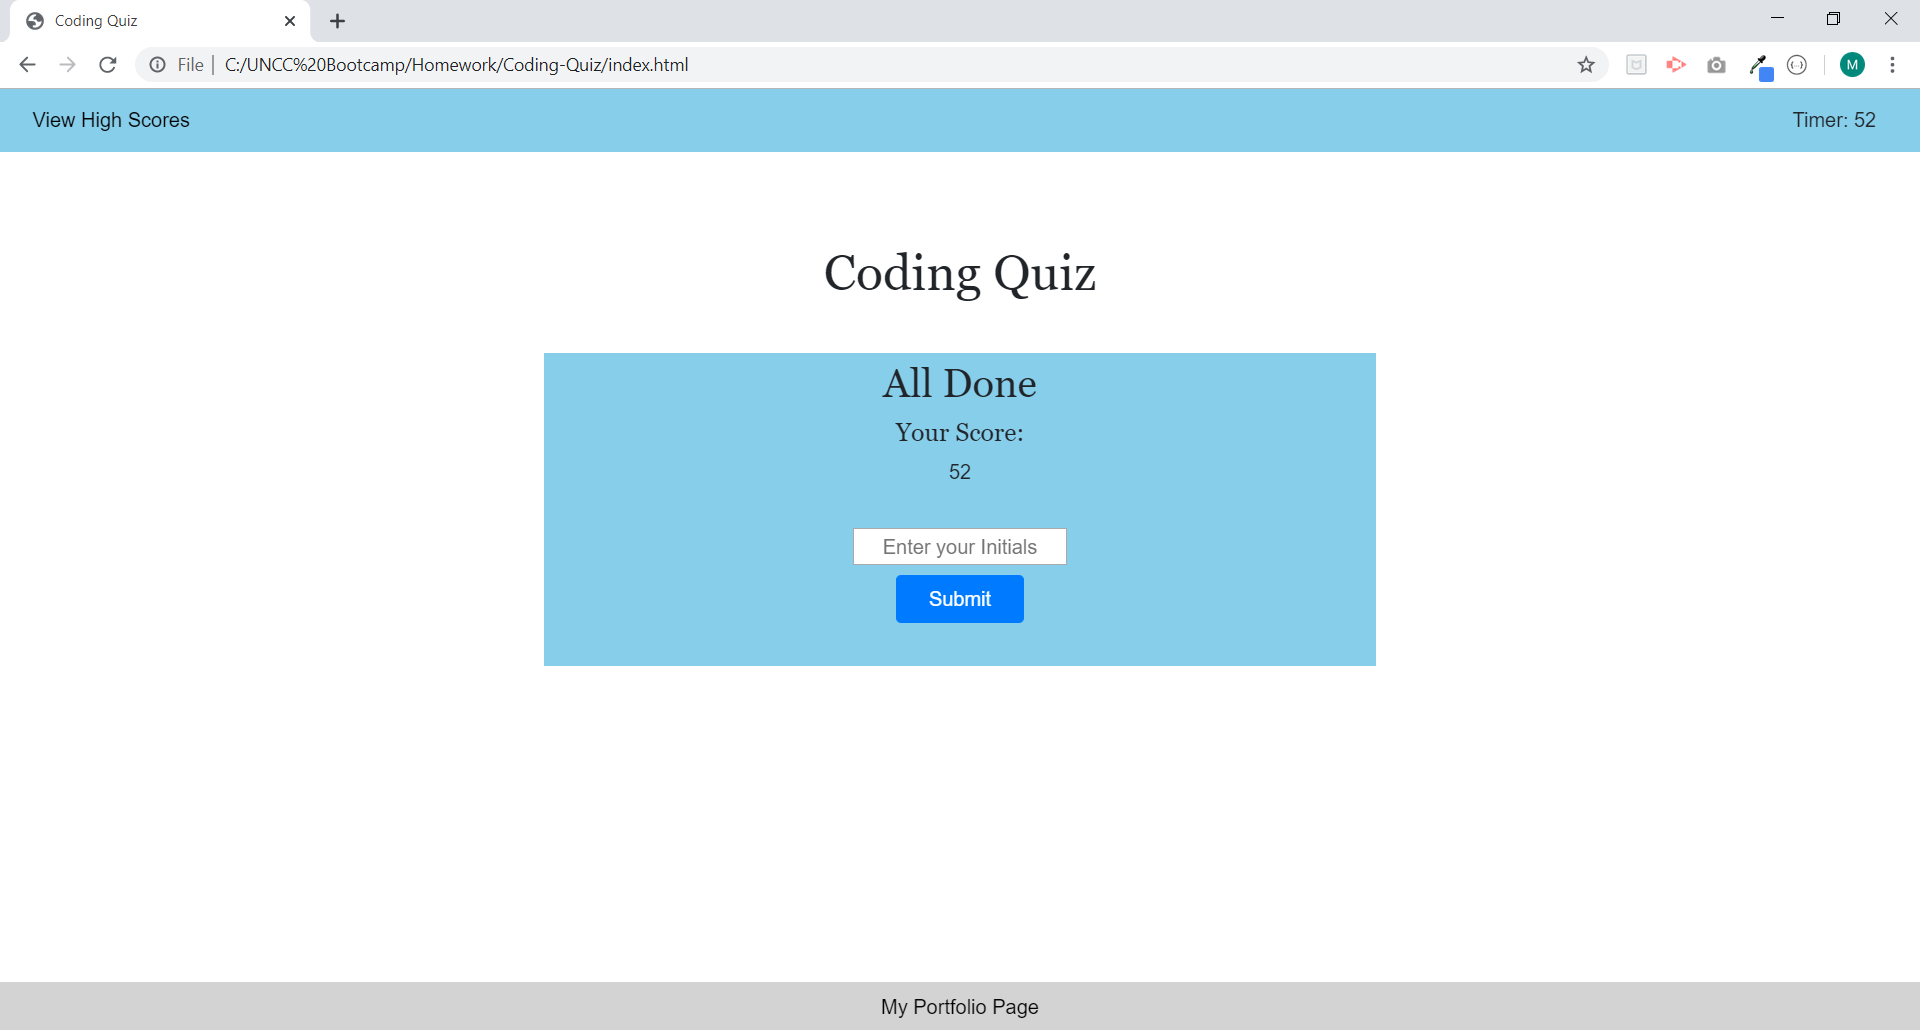 Coding Quiz
File | C:/UNCC%20Bootcamp/Homework/Coding-Quiz/index.html
M
View High Scores
Timer: 52
Coding Quiz
All Done
Your Score:
52
Enter your Initials
Submit
My Portfolio Page